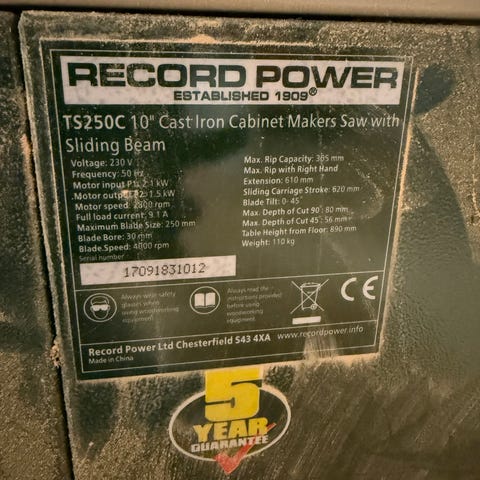 RECORD POWER
ESTABLISHED 1909®
TS250C 10" Cast Iron Cabinet Makers Saw with
Sliding Beam
Voltage: 230 V
Frequency: 50 Hz
Motor input P1: 2.1 kW
Motor output P2: 1.5 kW
Motor speed: 2800 rpm
Full load current: 9.1 A
Maximum Blade Size: 250 mm
Blade Bore: 30 mm
Blade Speed: 4000 rpm
Serial number
17091831012
Max. Rip Capacity: 305 mm
Max. Rip with Right Hand
Extension: 610 mm
Sliding Carriage Stroke: 620 mm
Blade Tilt: 0- 45°
Max. Depth of Cut 90: 80 mm
Max. Depth of Cut 45: 56 mm
Table Height from Floor: 890 mm
Weight: 110 kg
Always wear safety
glasses when
using woodworking
equipment.
Always read the
instructions provided
before using
woodworking
equipment.
CE
Record Power Ltd Chesterfield S43 4XA
Made in China
www.recordpower.info
5
YEAR
GUARANTEE